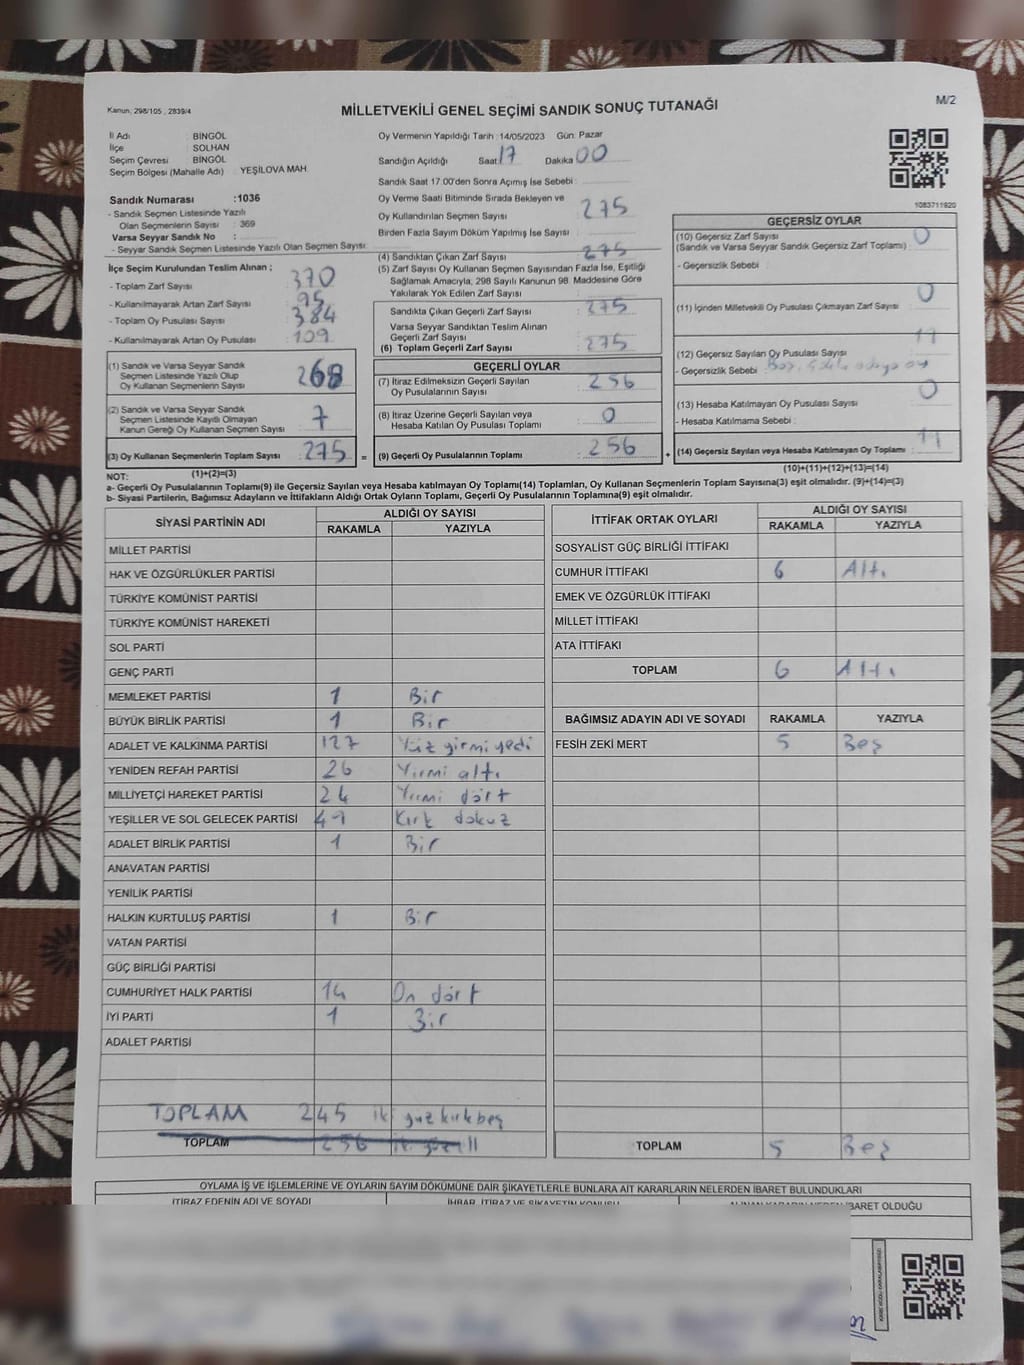 Kanun; 298/105 , 2839/4
MİLLETVEKİLİ GENEL SEÇİMİ SANDIK SONUÇ TUTANAĞI
M/2
İl Adı : BİNGÖL
İlçe : SOLHAN
Seçim Çevresi : BİNGÖL
Seçim Bölgesi (Mahalle Adı) : YEŞİLOVA MAH.
Oy Vermenin Yapıldığı Tarih :14/05/2023 Gün: Pazar
Sandığın Açıldığı Saat 17 Dakika 00
Sandık Saat 17:00'den Sonra Açımış İse Sebebi :
Sandık Numarası :1036
- Sandık Seçmen Listesinde Yazılı
Olan Seçmenlerin Sayısı : 369
Varsa Seyyar Sandık No :
- Seyyar Sandık Seçmen Listesinde Yazılı Olan Seçmen Sayısı:
Oy Verme Saati Bitiminde Sırada Bekleyen ve
Oy Kullandırılan Seçmen Sayısı : 275
Birden Fazla Sayım Döküm Yapılmış İse Sayısı :
1083711920
İlçe Seçim Kurulundan Teslim Alınan ;
- Toplam Zarf Sayısı : 370
- Kullanılmayarak Artan Zarf Sayısı : 95
- Toplam Oy Pusulası Sayısı : 384
- Kullanılmayarak Artan Oy Pusulası : 109
(4) Sandıktan Çıkan Zarf Sayısı : 275
(5) Zarf Sayısı Oy Kullanan Seçmen Sayısından Fazla İse, Eşitliği
Sağlamak Amacıyla; 298 Sayılı Kanunun 98. Maddesine Göre
Yakılarak Yok Edilen Zarf Sayısı :
Sandıkta Çıkan Geçerli Zarf Sayısı : 275
Varsa Seyyar Sandıktan Teslim Alınan
Geçerli Zarf Sayısı :
(6) Toplam Geçerli Zarf Sayısı : 275
(1) Sandık ve Varsa Seyyar Sandık
Seçmen Listesinde Yazılı Olup
Oy Kullanan Seçmenlerin Sayısı : 268
(2) Sandık ve Varsa Seyyar Sandık
Seçmen Listesinde Kayıtlı Olmayan
Kanun Gereği Oy Kullanan Seçmen Sayısı : 7
(3) Oy Kullanan Seçmenlerin Toplam Sayısı : 275 =
(1)+(2)=(3)
GEÇERLİ OYLAR
(7) İtiraz Edilmeksizin Geçerli Sayılan
Oy Pusulalarının Sayısı : 256
(8) İtiraz Üzerine Geçerli Sayılan veya
Hesaba Katılan Oy Pusulası Toplamı : 0
(9) Geçerli Oy Pusulalarının Toplamı : 256 +
GEÇERSİZ OYLAR
(10) Geçersiz Zarf Sayısı : 0
(Sandık ve Varsa Seyyar Sandık Geçersiz Zarf Toplamı)
- Geçersizlik Sebebi :
(11) İçinden Milletvekili Oy Pusulası Çıkmayan Zarf Sayısı : 0
(12) Geçersiz Sayılan Oy Pusulası Sayısı :
- Geçersizlik Sebebi :
(13) Hesaba Katılmayan Oy Pusulası Sayısı : 0
- Hesaba Katılmama Sebebi :
(14) Geçersiz Sayılan veya Hesaba Katılmayan Oy Toplamı :
(10)+(11)+(12)+(13)=(14)
NOT:
a- Geçerli Oy Pusulalarının Toplamı(9) ile Geçersiz Sayılan veya Hesaba katılmayan Oy Toplamı(14) Toplamları, Oy Kullanan Seçmenlerin Toplam Sayısına(3) eşit olmalıdır. (9)+(14)=(3)
b- Siyasi Partilerin, Bağımsız Adayların ve İttifakların Aldığı Ortak Oyların Toplamı, Geçerli Oy Pusulalarının Toplamına(9) eşit olmalıdır.
SİYASİ PARTİNİN ADI ALDIĞI OY SAYISI
RAKAMLA YAZIYLA
MİLLET PARTİSİ
HAK VE ÖZGÜRLÜKLER PARTİSİ
TÜRKİYE KOMÜNİST PARTİSİ
TÜRKİYE KOMÜNİST HAREKETİ
SOL PARTİ
GENÇ PARTİ
MEMLEKET PARTİSİ 1 Bir
BÜYÜK BİRLİK PARTİSİ 1 Bir
ADALET VE KALKINMA PARTİSİ 127 Yüz yirmi yedi
YENİDEN REFAH PARTİSİ 26 Yirmi altı
MİLLİYETÇİ HAREKET PARTİSİ 24 Yirmi dört
YEŞİLLER VE SOL GELECEK PARTİSİ 49 Kırk dokuz
ADALET BİRLİK PARTİSİ 1 Bir
ANAVATAN PARTİSİ
YENİLİK PARTİSİ
HALKIN KURTULUŞ PARTİSİ 1 Bir
VATAN PARTİSİ
GÜÇ BİRLİĞİ PARTİSİ
CUMHURİYET HALK PARTİSİ 14 On dört
İYİ PARTİ 1 Bir
ADALET PARTİSİ
TOPLAM 245 iki yüz kırk beş
TOPLAM 256 iki yüz
İTTİFAK ORTAK OYLARI ALDIĞI OY SAYISI
RAKAMLA YAZIYLA
SOSYALİST GÜÇ BİRLİĞİ İTTİFAKI
CUMHUR İTTİFAKI 6 Altı
EMEK VE ÖZGÜRLÜK İTTİFAKI
MİLLET İTTİFAKI
ATA İTTİFAKI
TOPLAM 6 Altı
BAĞIMSIZ ADAYIN ADI VE SOYADI RAKAMLA YAZIYLA
FESİH ZEKİ MERT 5 Beş
TOPLAM 5 Beş
OYLAMA İŞ VE İŞLEMLERİNE VE OYLARIN SAYIM DÖKÜMÜNE DAİR ŞİKAYETLERLE BUNLARA AİT KARARLARIN NELERDEN İBARET BULUNDUKLARI
İTİRAZ EDENİN ADI VE SOYADI İHBAR, İTİRAZ VE ŞİKAYETİN KONUSU ALINAN KARARIN NEDEN İBARET OLDUĞU